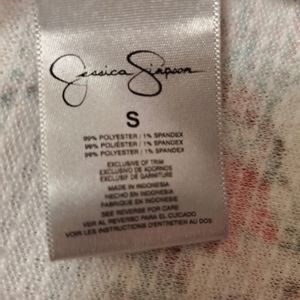 Jessica Simpson
S
99% POLYESTER / 1% SPANDEX
99% POLIÉSTER / 1% SPANDEX
99% POLYESTER / 1% SPANDEX
EXCLUSIVE OF TRIM
EXCLUSIVO DE ADORNOS
EXCLUSIF DE GARNITURE
MADE IN INDONESIA
HECHO EN INDONESIA
FABRIQUE EN INDONESIE
SEE REVERSE FOR CARE
VER AL REVERSO PARA EL CUIDADO
VOIR LES INSTRUCTIONS D'ENTRETIEN AU DOS.